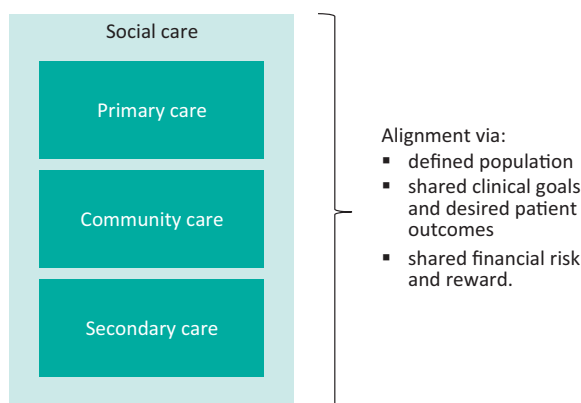 Social care
Primary care
Community care
Secondary care
Alignment via:
▪ defined population
▪ shared clinical goals
and desired patient
outcomes
▪ shared financial risk
and reward.